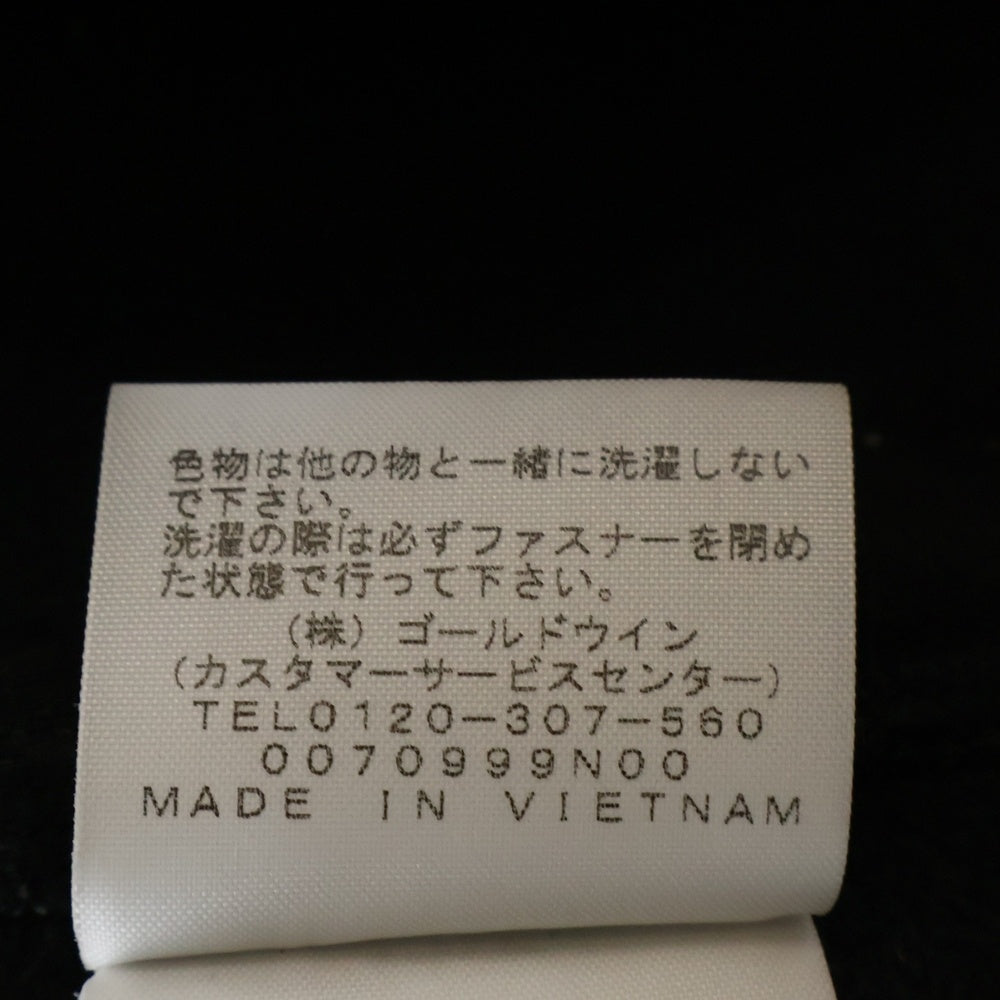 色物は他の物と一緒に洗濯しない
で下さい。
洗濯の際は必ずファスナーを閉め
た状態で行って下さい。
(株)ゴールドウイン
(カスタマーサービスセンター)
TEL0120-307-560
0070999N00
MADE IN VIETNAM